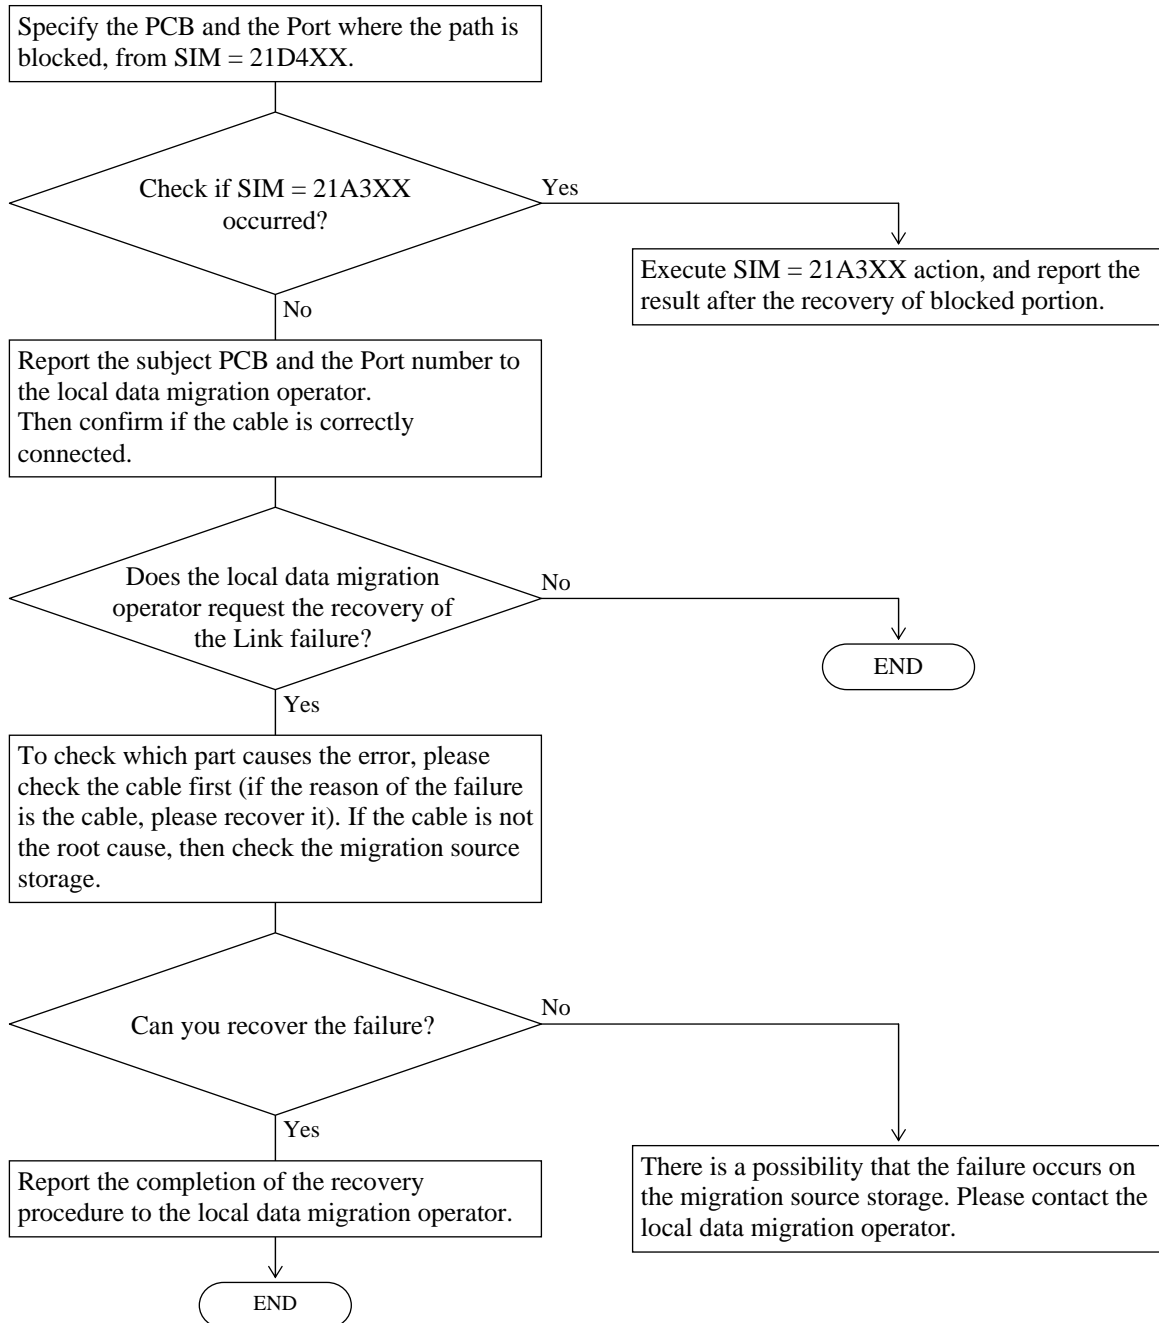 Specify the PCB and the Port where the path is
blocked, from SIM = 21D4XX.
Check if SIM = 21A3XX
occurred?
Yes
Execute SIM = 21A3XX action, and report the
result after the recovery of blocked portion.
No
Report the subject PCB and the Port number to
the local data migration operator.
Then confirm if the cable is correctly
connected.
Does the local data migration
operator request the recovery of
the Link failure?
No
END
Yes
To check which part causes the error, please
check the cable first (if the reason of the failure
is the cable, please recover it). If the cable is not
the root cause, then check the migration source
storage.
Can you recover the failure?
No
There is a possibility that the failure occurs on
the migration source storage. Please contact the
local data migration operator.
Yes
Report the completion of the recovery
procedure to the local data migration operator.
END